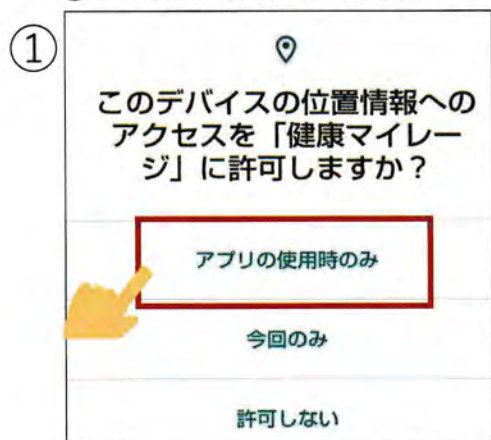 ①
このデバイスの位置情報への
アクセスを「健康マイレー
ジ」に許可しますか？
アプリの使用時のみ
今回のみ
許可しない